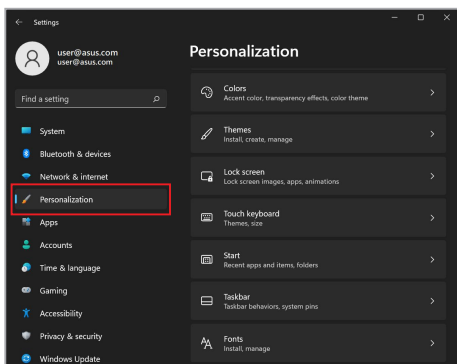 Settings
user@asus.com
user@asus.com
Find a setting
System
Bluetooth & devices
Network & internet
Personalization
Apps
Accounts
Time & language
Gaming
Accessibility
Privacy & security
Windows Update
Personalization
Colors
Accent color, transparency effects, color theme
Themes
Install, create, manage
Lock screen
Lock screen images, apps, animations
Touch keyboard
Themes, size
Start
Recent apps and items, folders
Taskbar
Taskbar behaviors, system pins
Fonts
Install, manage